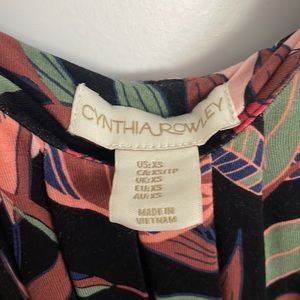 CYNTHIA ROWLEY
US:XS
CA:XS/TP
UK:XS
EU:XS
AU:XS
MADE IN
VIETNAM